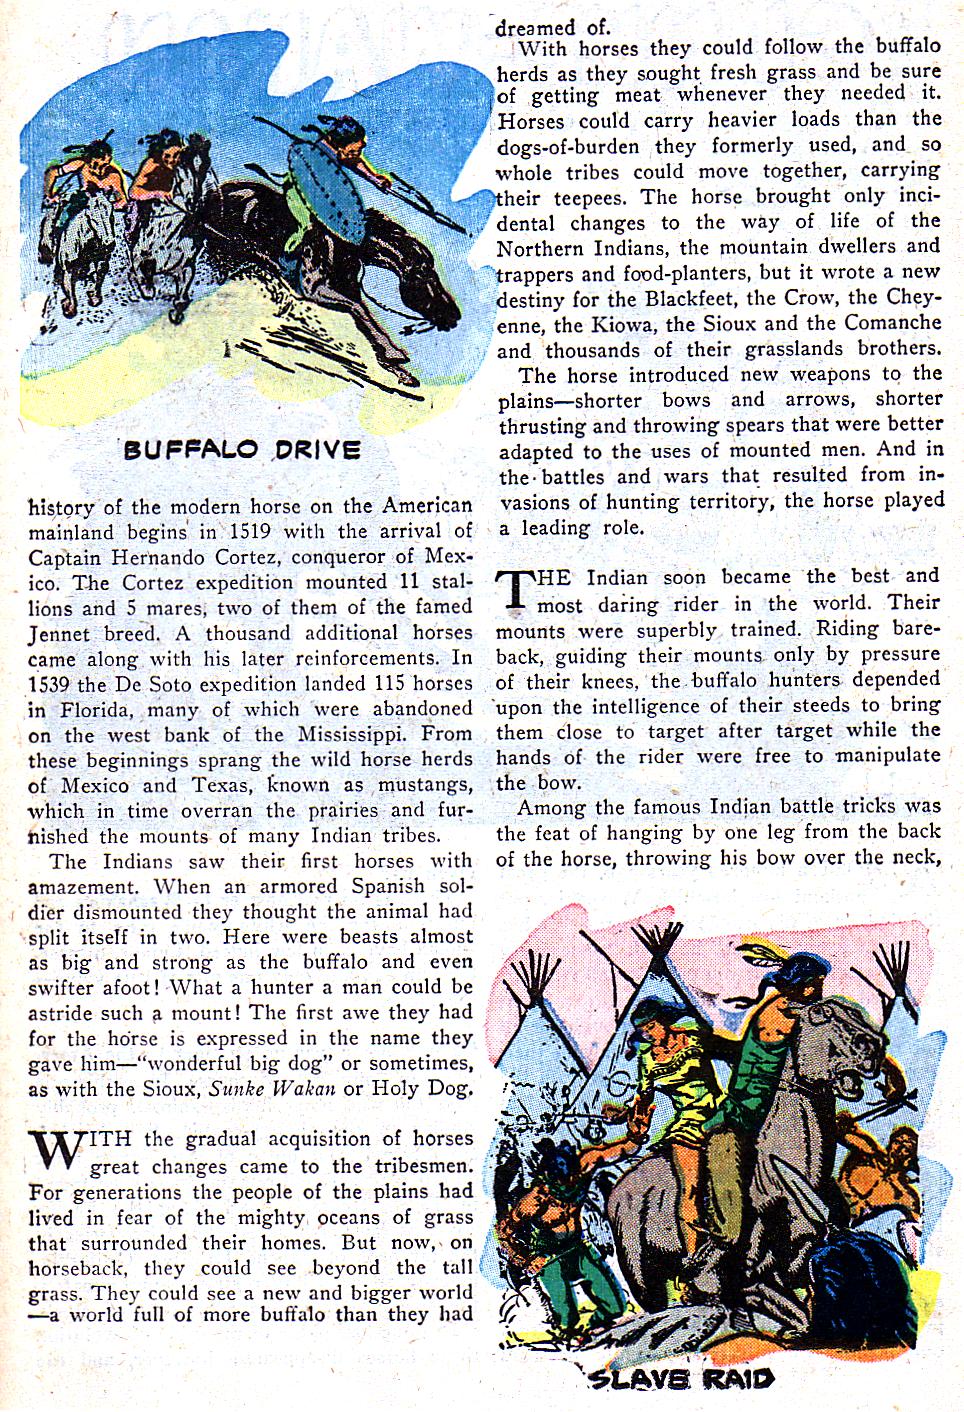 BUFFALO DRIVE
history of the modern horse on the American
mainland begins in 1519 with the arrival of
Captain Hernando Cortez, conqueror of Mex-
ico. The Cortez expedition mounted 11 stal-
lions and 5 mares, two of them of the famed
Jennet breed. A thousand additional horses
came along with his later reinforcements. In
1539 the De Soto expedition landed 115 horses
in Florida, many of which were abandoned
on the west bank of the Mississippi. From
these beginnings sprang the wild horse herds
of Mexico and Texas, known as mustangs,
which in time overran the prairies and fur-
nished the mounts of many Indian tribes.
The Indians saw their first horses with
amazement. When an armored Spanish sol-
dier dismounted they thought the animal had
split itself in two. Here were beasts almost
as big and strong as the buffalo and even
swifter afoot! What a hunter a man could be
astride such a mount! The first awe they had
for the horse is expressed in the name they
gave him—“wonderful big dog” or sometimes,
as with the Sioux, Sunke Wakan or Holy Dog.
WITH the gradual acquisition of horses
great changes came to the tribesmen.
For generations the people of the plains had
lived in fear of the mighty oceans of grass
that surrounded their homes. But now, on
horseback, they could see beyond the tall
grass. They could see a new and bigger world
—a world full of more buffalo than they had
dreamed of.
With horses they could follow the buffalo
herds as they sought fresh grass and be sure
of getting meat whenever they needed it.
Horses could carry heavier loads than the
dogs-of-burden they formerly used, and so
whole tribes could move together, carrying
their teepees. The horse brought only inci-
dental changes to the way of life of the
Northern Indians, the mountain dwellers and
trappers and food-planters, but it wrote a new
destiny for the Blackfeet, the Crow, the Chey-
enne, the Kiowa, the Sioux and the Comanche
and thousands of their grasslands brothers.
The horse introduced new weapons to the
plains—shorter bows and arrows, shorter
thrusting and throwing spears that were better
adapted to the uses of mounted men. And in
the battles and wars that resulted from in-
vasions of hunting territory, the horse played
a leading role.
THE Indian soon became the best and
most daring rider in the world. Their
mounts were superbly trained. Riding bare-
back, guiding their mounts only by pressure
of their knees, the buffalo hunters depended
upon the intelligence of their steeds to bring
them close to target after target while the
hands of the rider were free to manipulate
the bow.
Among the famous Indian battle tricks was
the feat of hanging by one leg from the back
of the horse, throwing his bow over the neck,
SLAVE RAID